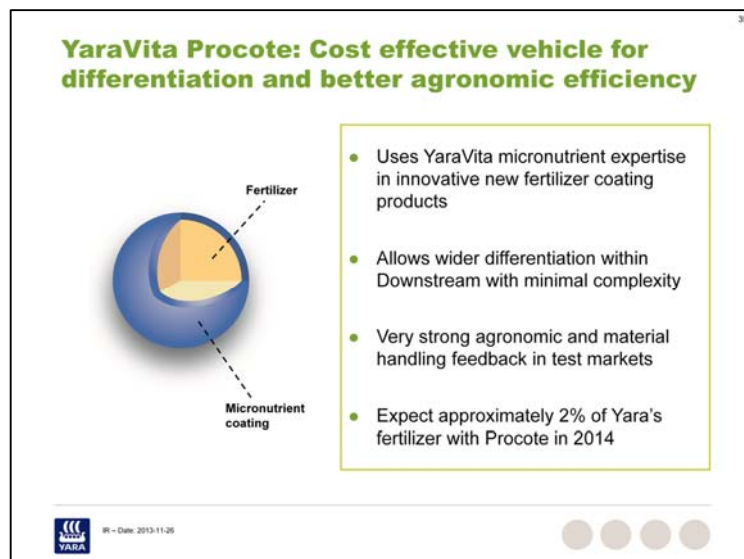 YaraVita Procote: Cost effective vehicle for
differentiation and better agronomic efficiency
Fertilizer
Micronutrient
coating
● Uses YaraVita micronutrient expertise
in innovative new fertilizer coating
products
● Allows wider differentiation within
Downstream with minimal complexity
● Very strong agronomic and material
handling feedback in test markets
● Expect approximately 2% of Yara's
fertilizer with Procote in 2014
YARA
IR – Date: 2013-11-26